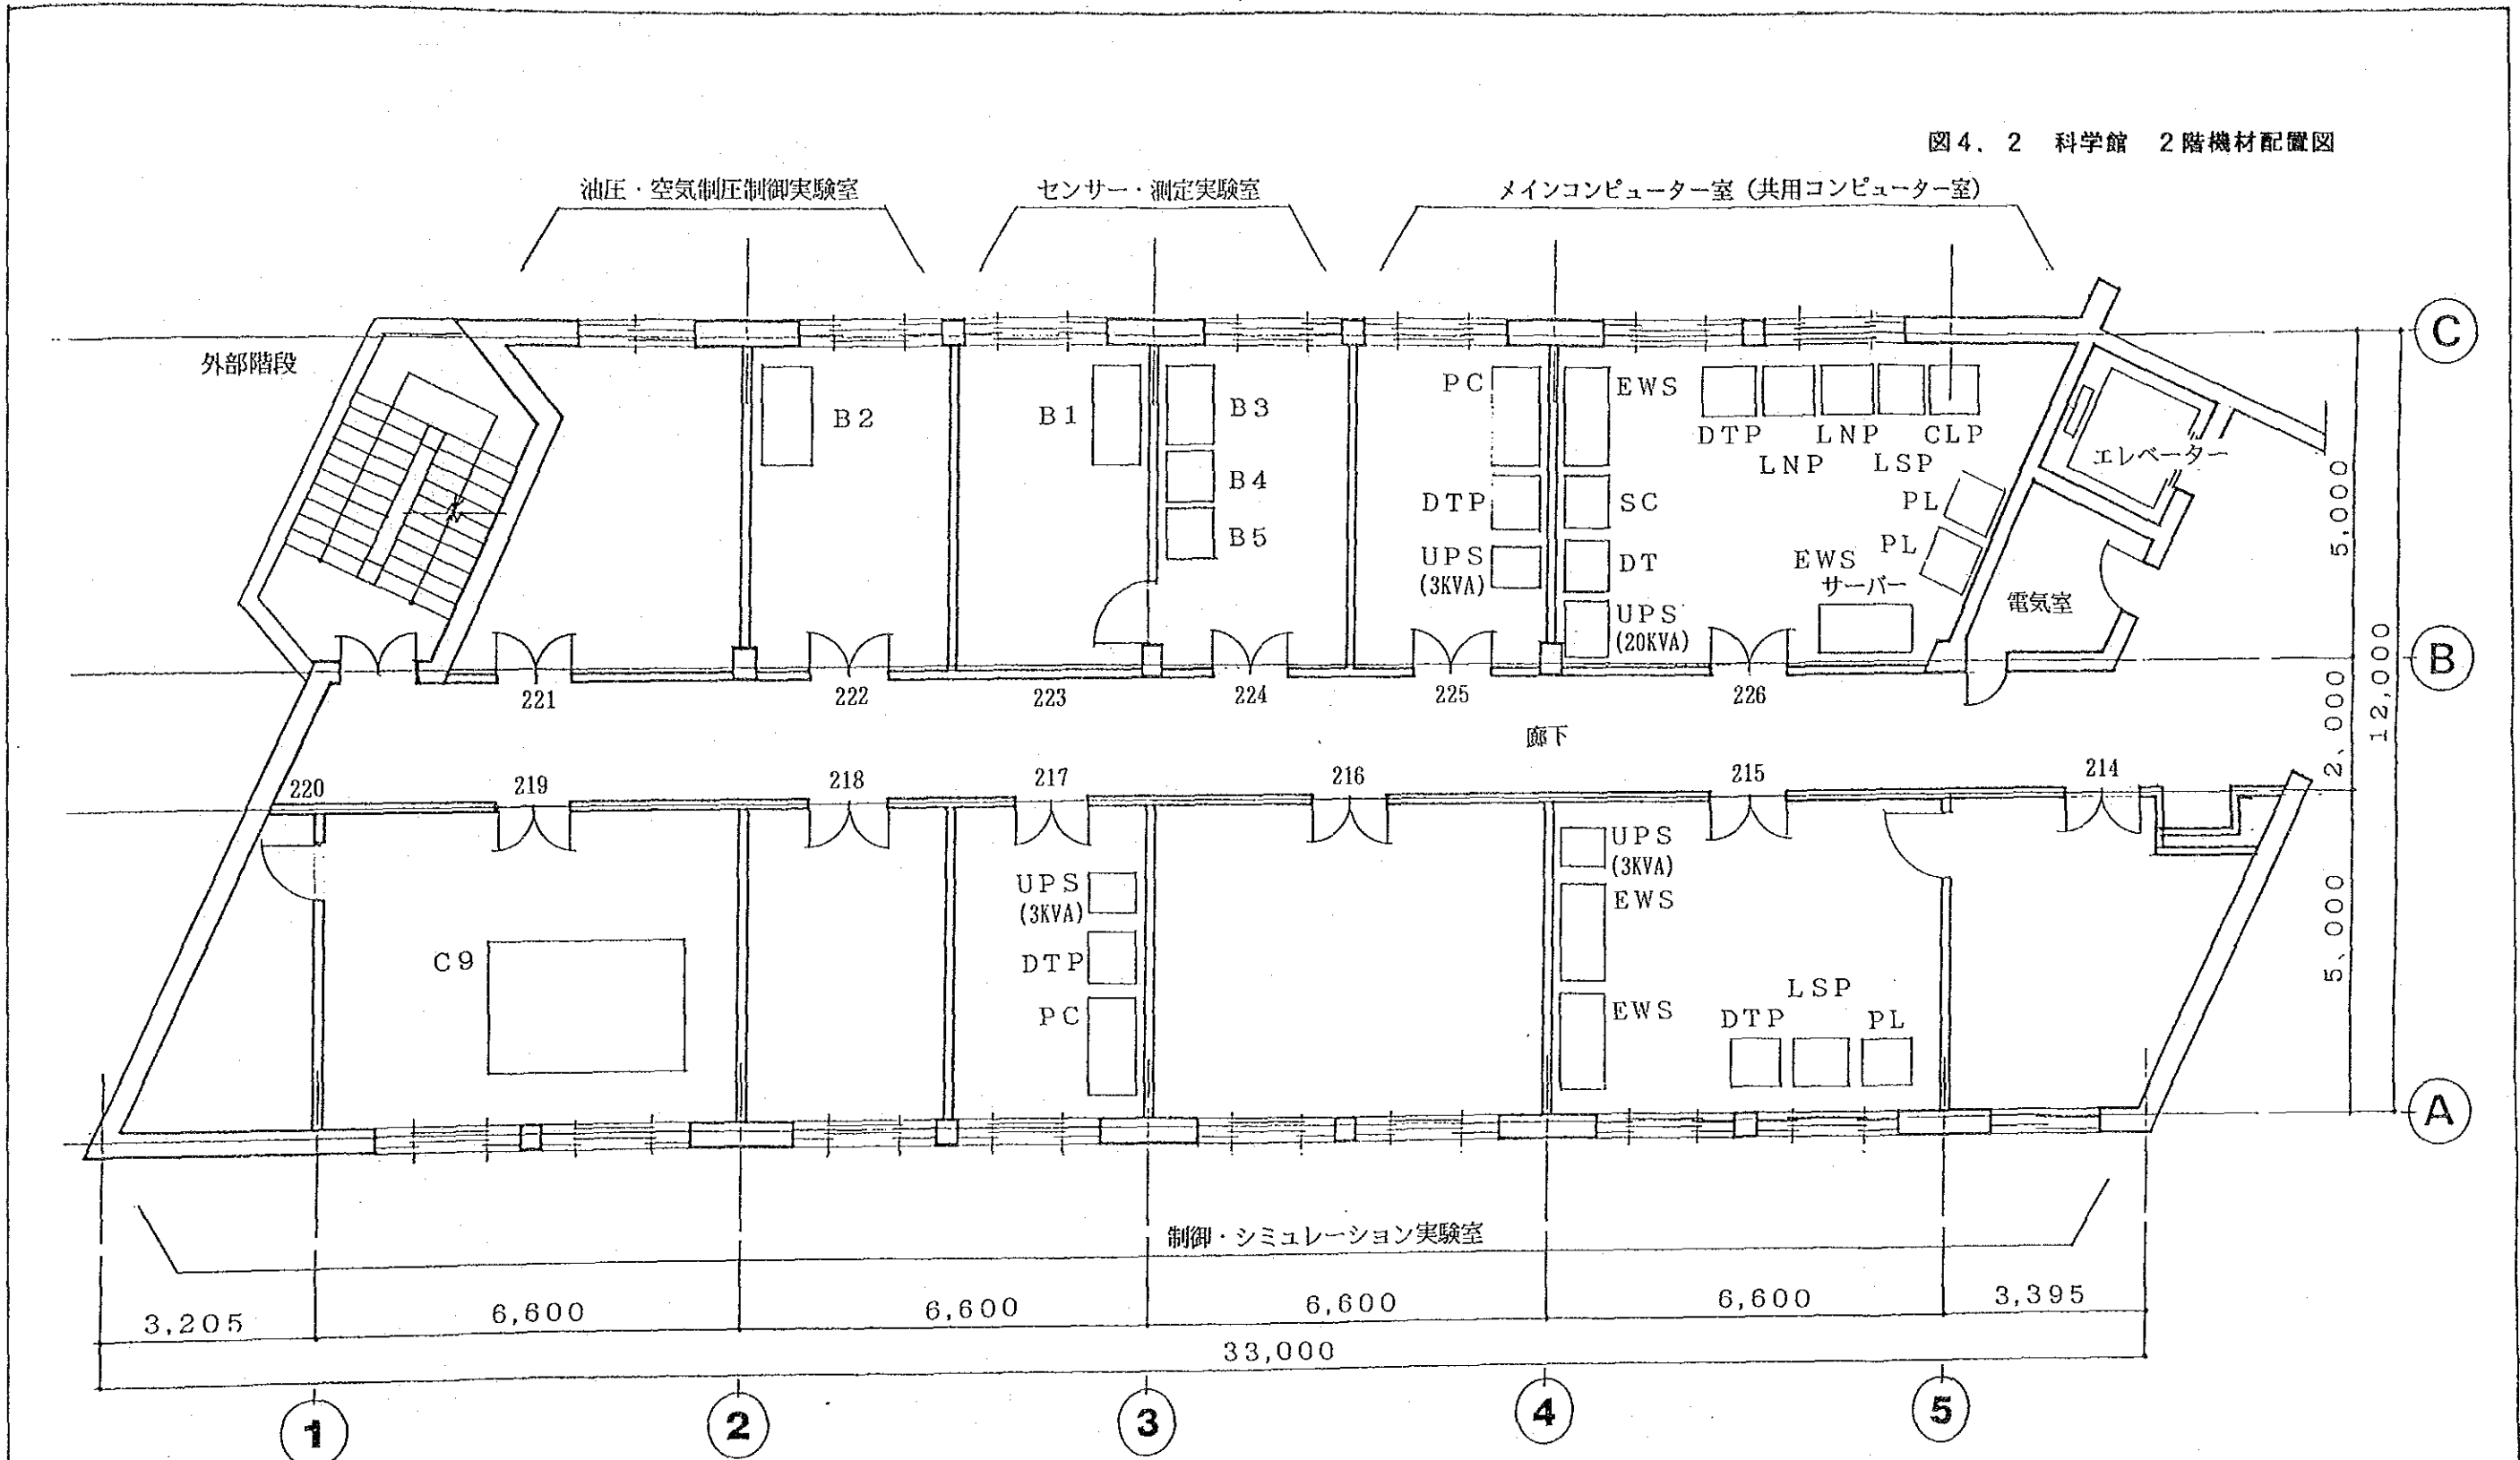 図4．2　科学館　2階機材配置図
油圧・空気制圧制御実験室
センサー・測定実験室
メインコンピューター室（共用コンピューター室）
C
外部階段
B2
B1
B3
B4
B5
PC
DTP
UPS
(3KVA)
EWS
SC
DT
UPS
(20KVA)
DTP
LNP
LNP
LSP
CLP
PL
PL
EWS
サーバー
エレベーター
電気室
5,000
B
221
222
223
224
225
226
廊下
2,000
12,000
220
219
218
217
216
215
214
C9
UPS
(3KVA)
DTP
PC
UPS
(3KVA)
EWS
EWS
DTP
LSP
PL
5,000
A
制御・シミュレーション実験室
3,205
6,600
6,600
6,600
6,600
3,395
33,000
1
2
3
4
5